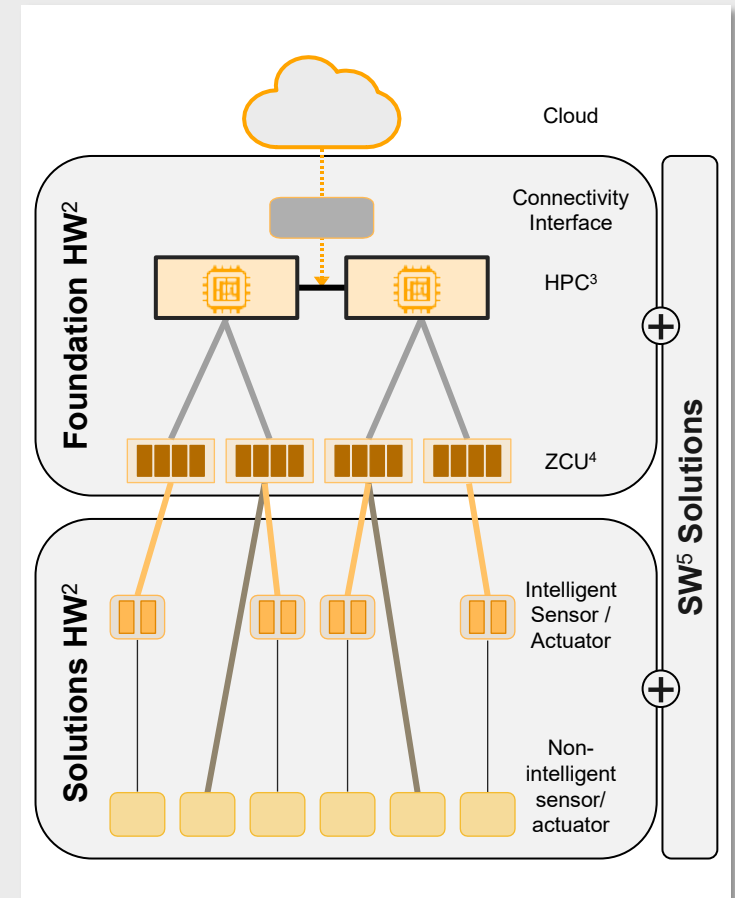 Cloud
Foundation HW²
Connectivity
Interface
HPC³
ZCU⁴
SW⁵ Solutions
Solutions HW²
Intelligent
Sensor /
Actuator
Non-
intelligent
sensor/
actuator